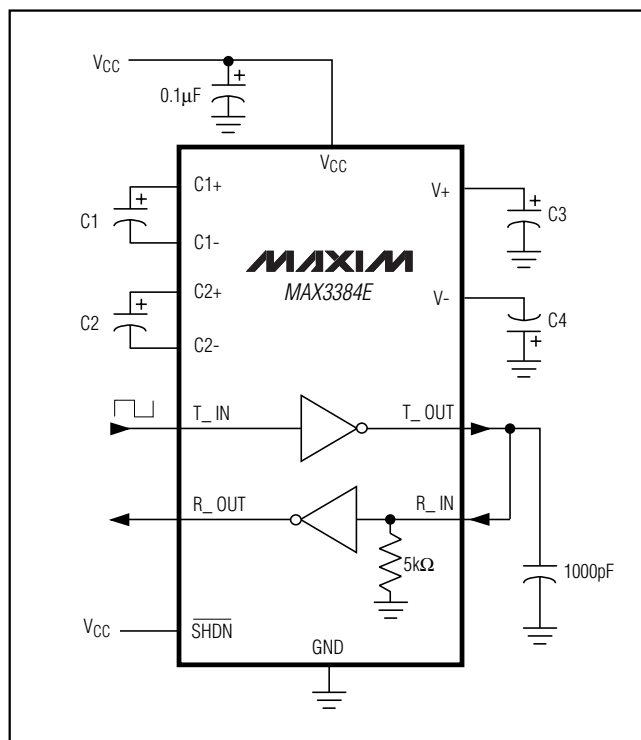 VCC
0.1μF
VCC
C1+
V+
C1
C3
C1-
MAXIM
C2+
MAX3384E
V-
C2
C4
C2-
T_ IN
T_ OUT
R_ OUT
R_ IN
5kΩ
1000pF
VCC
SHDN
GND